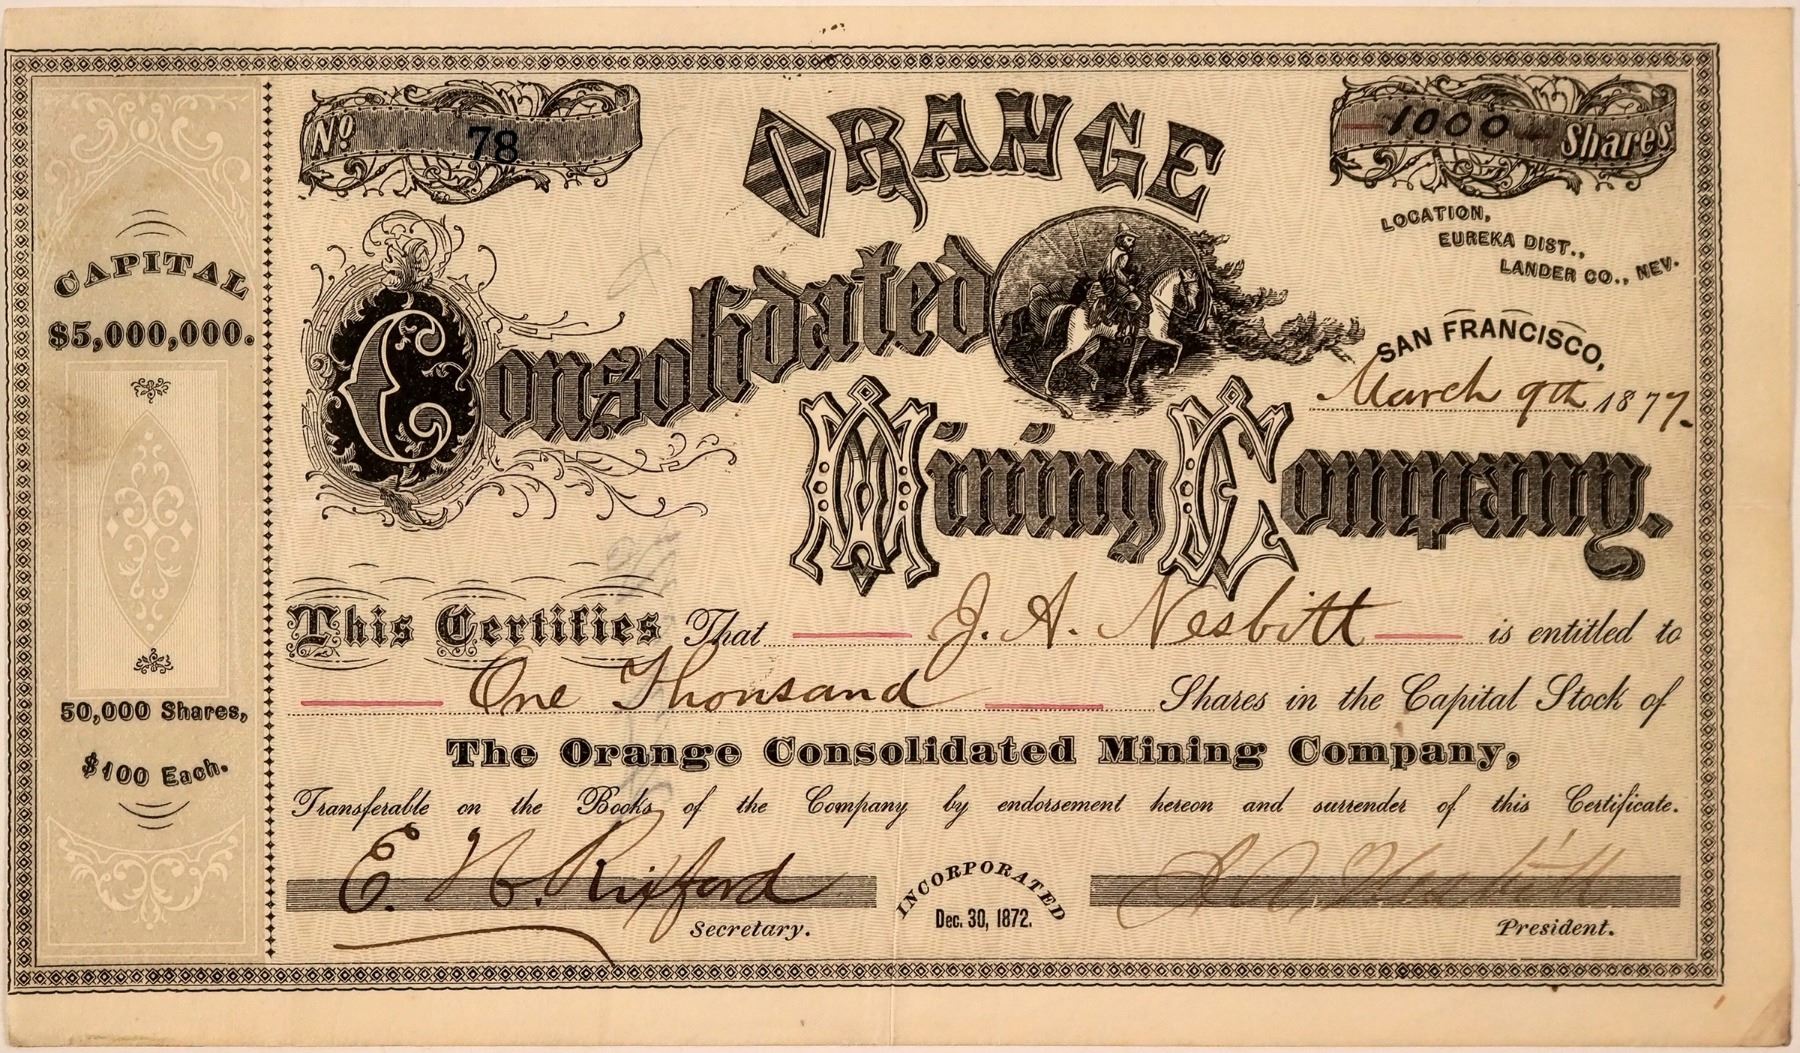 No. 78
ORANGE
1000 Shares
LOCATION,
EUREKA DIST.,
LANDER CO., NEV.
Consolidated
SAN FRANCISCO,
March 9th 1877.
Mining Company.
CAPITAL
$5,000,000.
50,000 Shares,
$100 Each.
This Certifies That J. A. Nesbitt is entitled to
One Thousand Shares in the Capital Stock of
The Orange Consolidated Mining Company,
Transferable on the Books of the Company by endorsement hereon and surrender of this Certificate.
E. N. Rixford
Secretary.
INCORPORATED
Dec. 30, 1872.
A. Nesbitt
President.